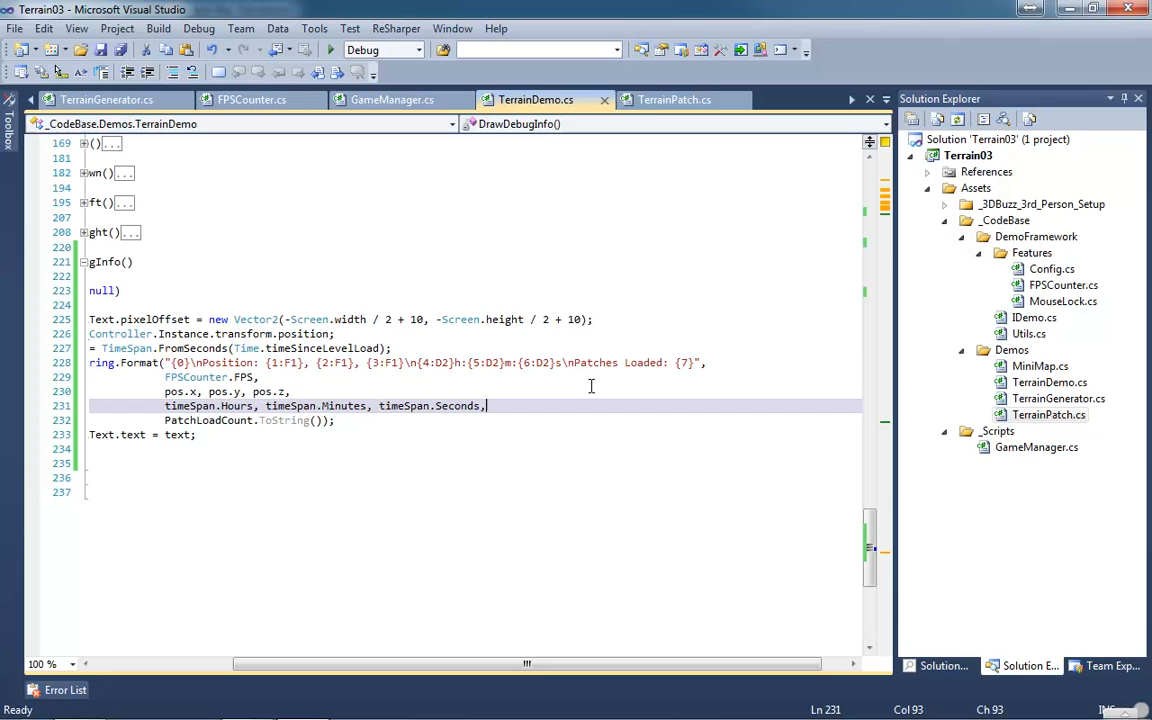 Terrain03 - Microsoft Visual Studio
File Edit View Project Build Debug Team Data Tools Test ReSharper Window Help
Debug
TerrainGenerator.cs FPSCounter.cs GameManager.cs TerrainDemo.cs TerrainPatch.cs
_CodeBase.Demos.TerrainDemo DrawDebugInfo()
169 () ...
181
182 wn() ...
194
195 ft() ...
207
208 ght() ...
220
221 gInfo()
222
223 null)
224
225 Text.pixelOffset = new Vector2(-Screen.width / 2 + 10, -Screen.height / 2 + 10);
226 Controller.Instance.transform.position;
227 = TimeSpan.FromSeconds(Time.timeSinceLevelLoad);
228 ring.Format("{0}\nPosition: {1:F1}, {2:F1}, {3:F1}\n{4:D2}h:{5:D2}m:{6:D2}s\nPatches Loaded: {7}",
229 FPSCounter.FPS,
230 pos.x, pos.y, pos.z,
231 timeSpan.Hours, timeSpan.Minutes, timeSpan.Seconds,
232 PatchLoadCount.ToString());
233 Text.text = text;
234
235
236
237
100 %
Error List
Ready Ln 231 Col 93 Ch 93 INS
Toolbox
Solution Explorer
Solution 'Terrain03' (1 project)
Terrain03
References
Assets
_3DBuzz_3rd_Person_Setup
_CodeBase
DemoFramework
Features
Config.cs
FPSCounter.cs
MouseLock.cs
IDemo.cs
Utils.cs
Demos
MiniMap.cs
TerrainDemo.cs
TerrainGenerator.cs
TerrainPatch.cs
_Scripts
GameManager.cs
Solution... Solution E... Team Exp...